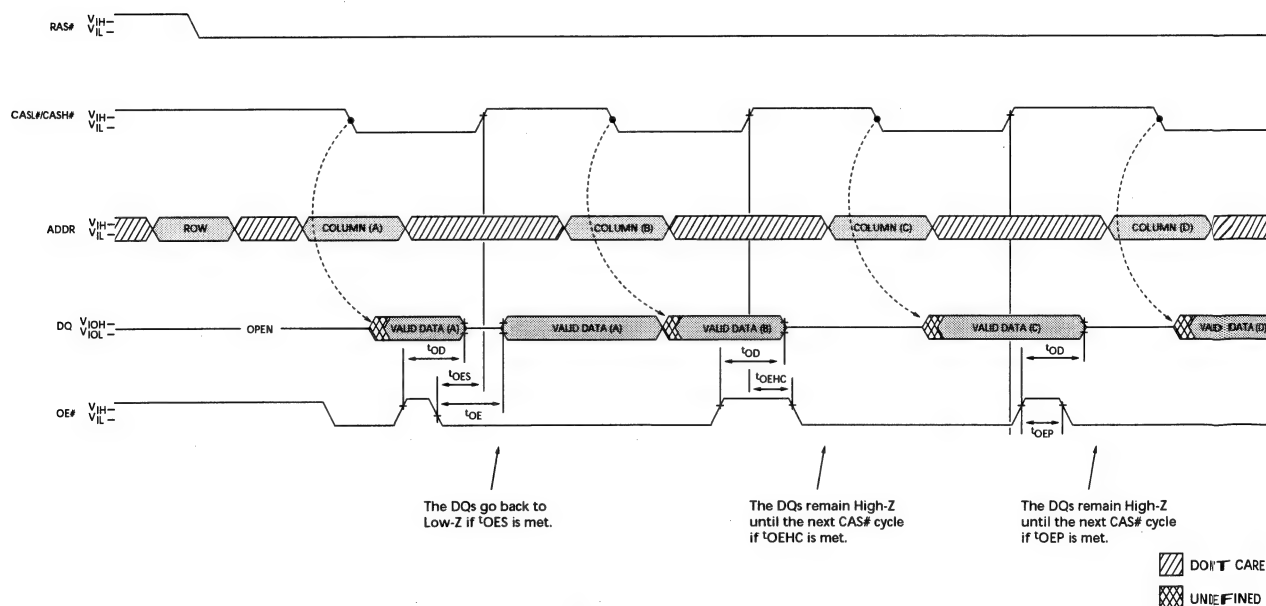 RAS# VIH VIL
CASL#/CASH# VIH VIL
ADDR VIH VIL ROW COLUMN (A) COLUMN (B) COLUMN (C) COLUMN (D)
DQ VIOH VIOL OPEN VALID DATA (A) VALID DATA (A) VALID DATA (B) VALID DATA (C) VALID DATA (D)
tOD tOD tOD
tOES tOEHC
tOE tOEP
OE# VIH VIL
The DQs go back to
Low-Z if tOES is met.
The DQs remain High-Z
until the next CAS# cycle
if tOEHC is met.
The DQs remain High-Z
until the next CAS# cycle
if tOEP is met.
DON'T CARE
UNDEFINED